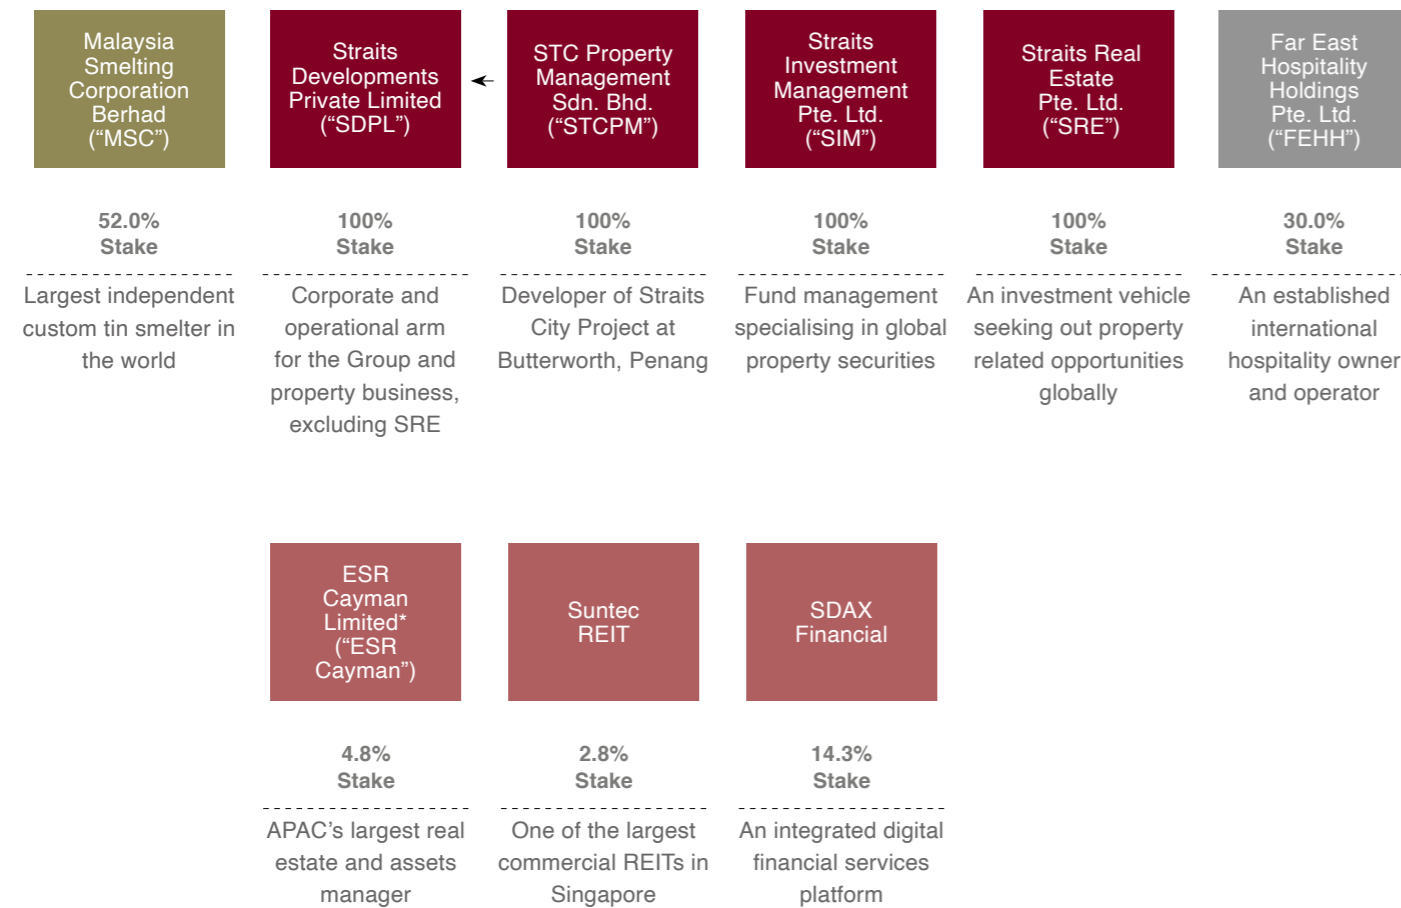 Malaysia
Smelting
Corporation
Berhad
(“MSC”)
52.0%
Stake
Largest independent
custom tin smelter in
the world
Straits
Developments
Private Limited
(“SDPL”)
100%
Stake
Corporate and
operational arm
for the Group and
property business,
excluding SRE
STC Property
Management
Sdn. Bhd.
(“STCPM”)
100%
Stake
Developer of Straits
City Project at
Butterworth, Penang
Straits
Investment
Management
Pte. Ltd.
(“SIM”)
100%
Stake
Fund management
specialising in global
property securities
Straits Real
Estate
Pte. Ltd.
(“SRE”)
100%
Stake
An investment vehicle
seeking out property
related opportunities
globally
Far East
Hospitality
Holdings
Pte. Ltd.
(“FEHH”)
30.0%
Stake
An established
international
hospitality owner
and operator
ESR
Cayman
Limited*
(“ESR
Cayman”)
4.8%
Stake
APAC’s largest real
estate and assets
manager
Suntec
REIT
2.8%
Stake
One of the largest
commercial REITs in
Singapore
SDAX
Financial
14.3%
Stake
An integrated digital
financial services
platform